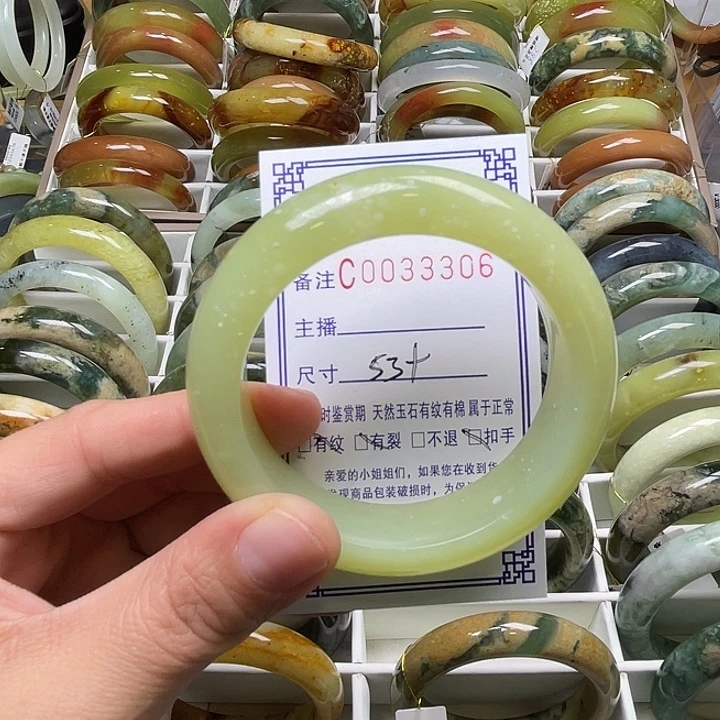 备注C0033306
主播
尺寸 53+
时鉴赏期 天然玉石有纹有棉 属于正常
☐有纹 ☐有裂 ☐不退 ☐扣手
亲爱的小姐姐们，如果您在收到货
发现商品包装破损时，为保